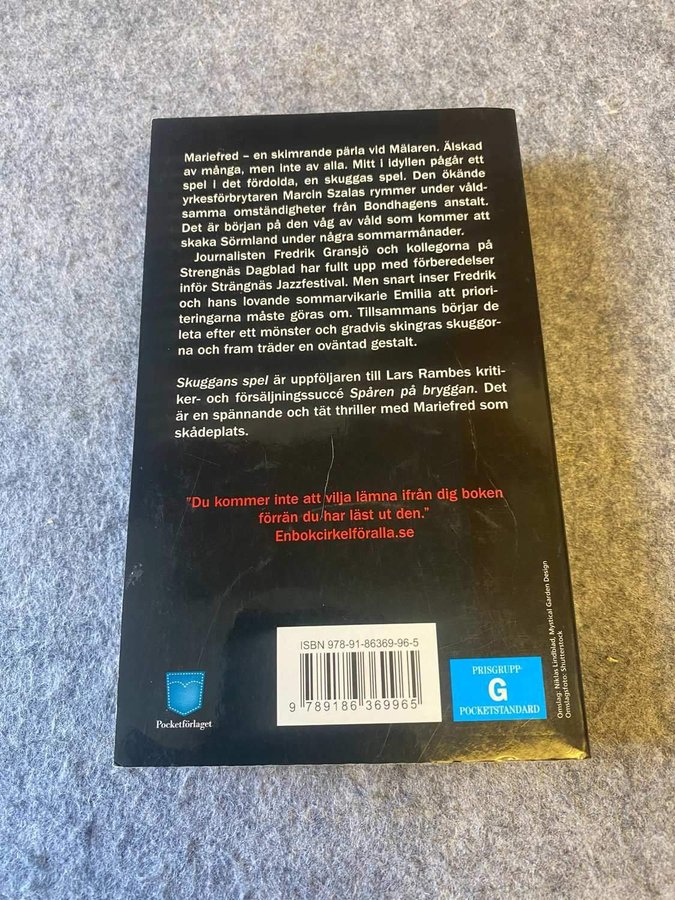 Mariefred – en skimrande pärla vid Mälaren. Älskad
av många, men inte av alla. Mitt i idyllen pågår ett
spel i det fördolda, en skuggas spel. Den ökände
yrkesförbrytaren Marcin Szalas rymmer under våld-
samma omständigheter från Bondhagens anstalt.
Det är början på den våg av våld som kommer att
skaka Sörmland under några sommarmånader.
Journalisten Fredrik Gransjö och kollegorna på
Strengnäs Dagblad har fullt upp med förberedelser
inför Strängnäs Jazzfestival. Men snart inser Fredrik
och hans lovande sommarvikarie Emilia att priori-
teringarna måste göras om. Tillsammans börjar de
leta efter ett mönster och gradvis skingras skuggor-
na och fram träder en oväntad gestalt.
Skuggans spel är uppföljaren till Lars Rambes kriti-
ker- och försäljningssuccé Spåren på bryggan. Det
är en spännande och tät thriller med Mariefred som
skådeplats.
”Du kommer inte att vilja lämna ifrån dig boken
förrän du har läst ut den.”
Enbokcirkelföralla.se
ISBN 978-91-86369-96-5
9 789186 369965
Pocketförlaget
PRISGRUPP
G
POCKETSTANDARD
Omslag: Niklas Lindblad, Mystical Garden Design
Omslagsfoto: Shutterstock